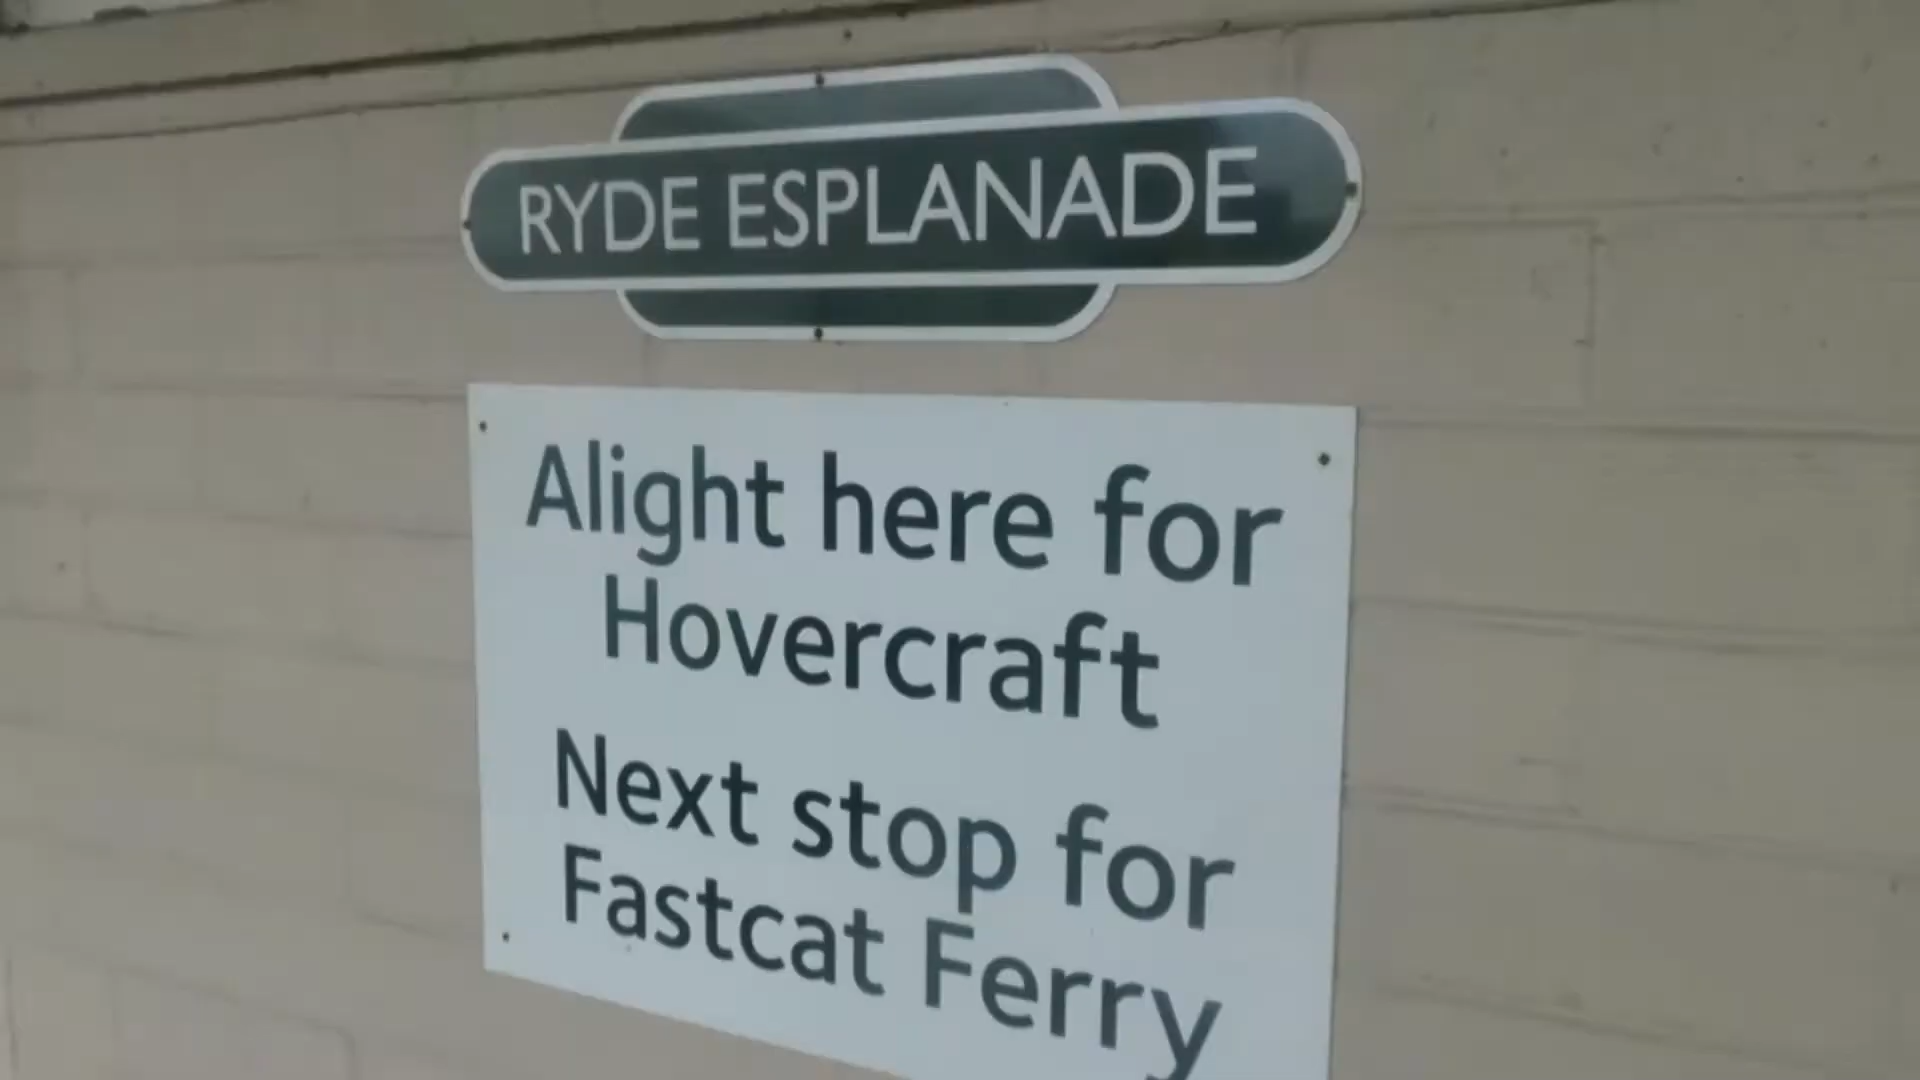 RYDE ESPLANADE
Alight here for
Hovercraft
Next stop for
Fastcat Ferry